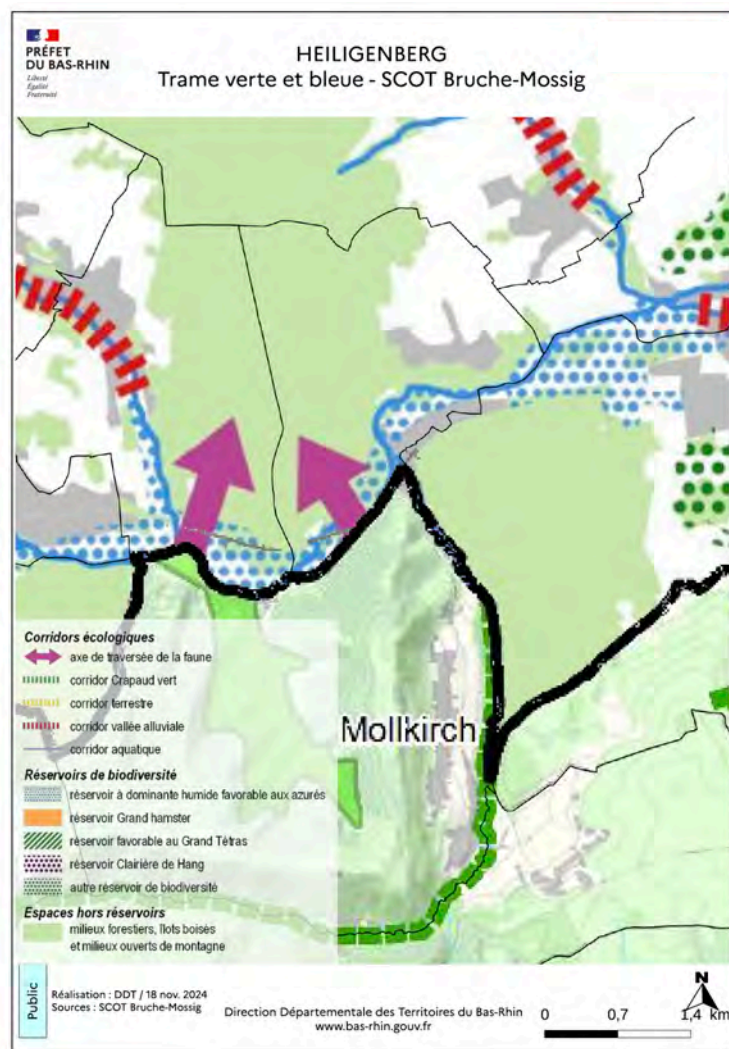 PRÉFET
DU BAS-RHIN
Liberté
Égalité
Fraternité
HEILIGENBERG
Trame verte et bleue - SCOT Bruche-Mossig
Mollkirch
Corridors écologiques
axe de traversée de la faune
corridor Crapaud vert
corridor terrestre
corridor vallée alluviale
corridor aquatique
Réservoirs de biodiversité
réservoir à dominante humide favorable aux azurés
réservoir Grand hamster
réservoir favorable au Grand Tétras
réservoir Clairière de Hang
autre réservoir de biodiversité
Espaces hors réservoirs
milieux forestiers, îlots boisés
et milieux ouverts de montagne
Public
Réalisation : DDT / 18 nov. 2024
Sources : SCOT Bruche-Mossig
Direction Départementale des Territoires du Bas-Rhin
www.bas-rhin.gouv.fr
N
0 0,7 1,4 km